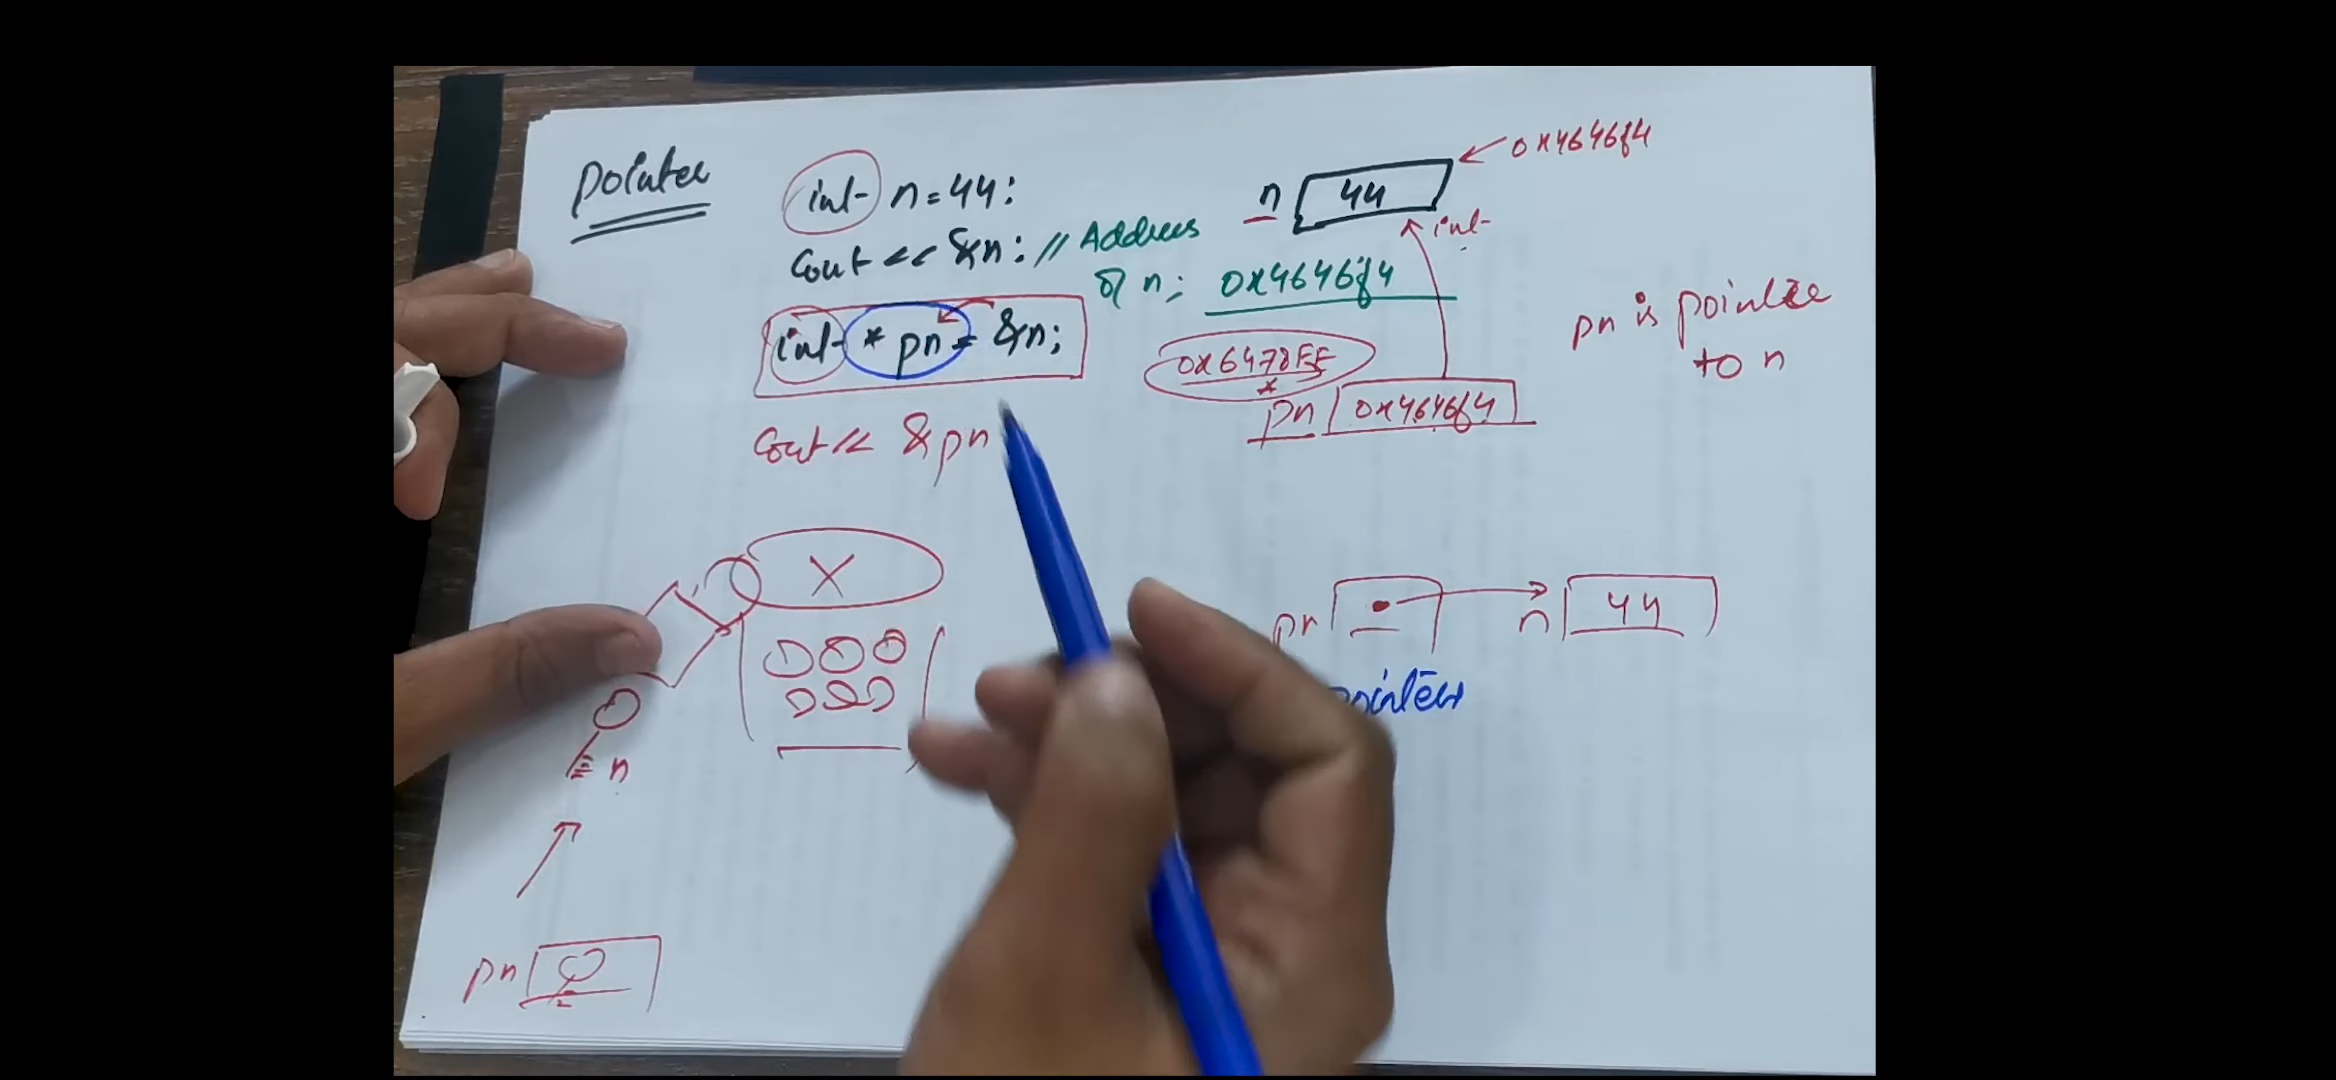 Pointer
int n = 44;
n 44
0x4646f4
cout << &n; // Address
of n; 0x4646f4
int
int * pn = &n;
0x6478FF
*
pn 0x4646f4
pn is pointer
to n
cout << &pn
X
pn
n 44
pointer
n
pn